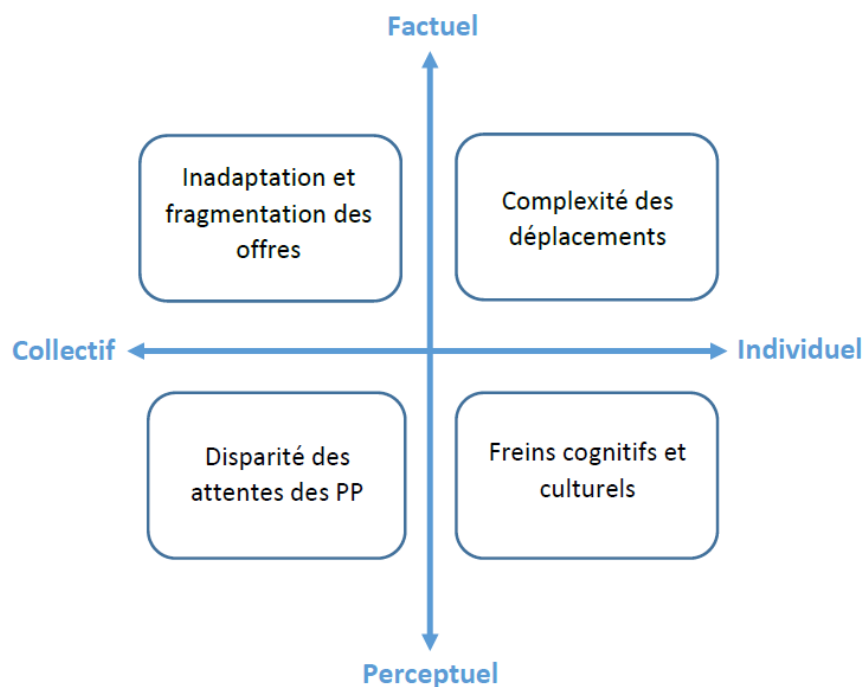 Factuel
Inadaptation et
fragmentation des
offres
Complexité des
déplacements
Collectif
Individuel
Disparité des
attentes des PP
Freins cognitifs et
culturels
Perceptuel